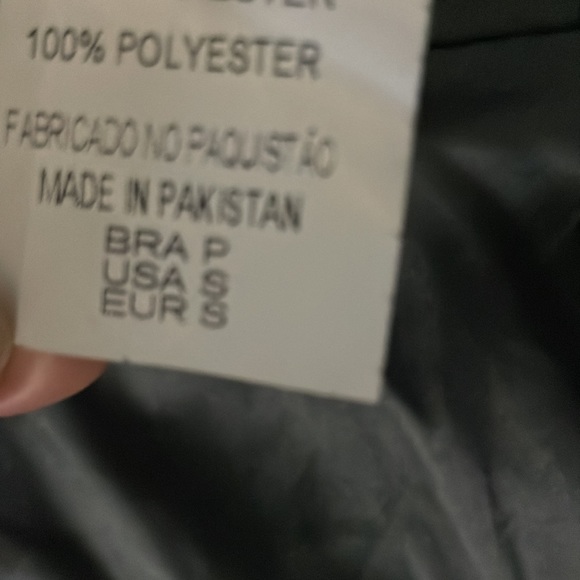 100% POLYESTER
FABRICADO NO PAQUISTÃO
MADE IN PAKISTAN
BRA P
USA S
EUR S